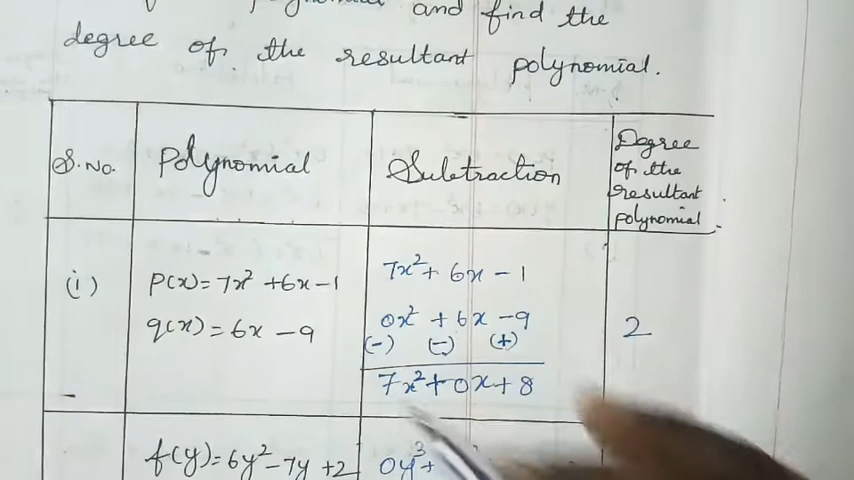 and find the
degree of the resultant polynomial.
S.No. Polynomial Subtraction Degree of the resultant polynomial
(i) p(x)=7x²+6x-1 7x²+6x-1
q(x)=6x-9 0x²+6x-9 2
(-) (-) (+)
7x²+0x+8
f(y)=6y²-7y+2 0y³+